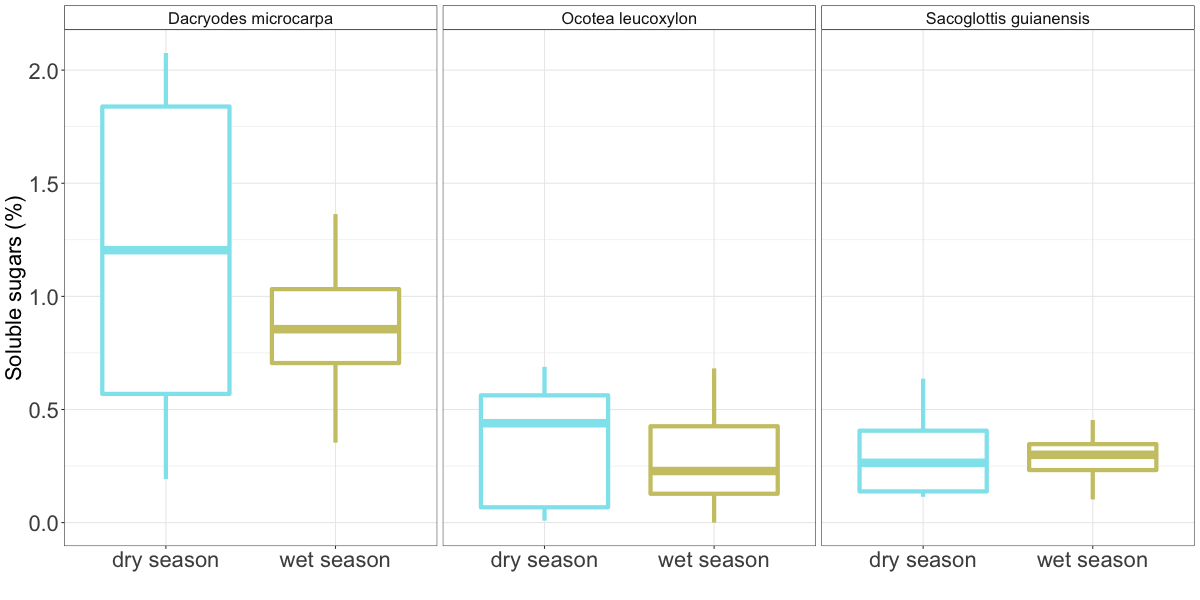 Dacryodes microcarpa
Ocotea leucoxylon
Sacoglottis guianensis
Soluble sugars (%)
2.0
1.5
1.0
0.5
0.0
dry season
wet season
dry season
wet season
dry season
wet season